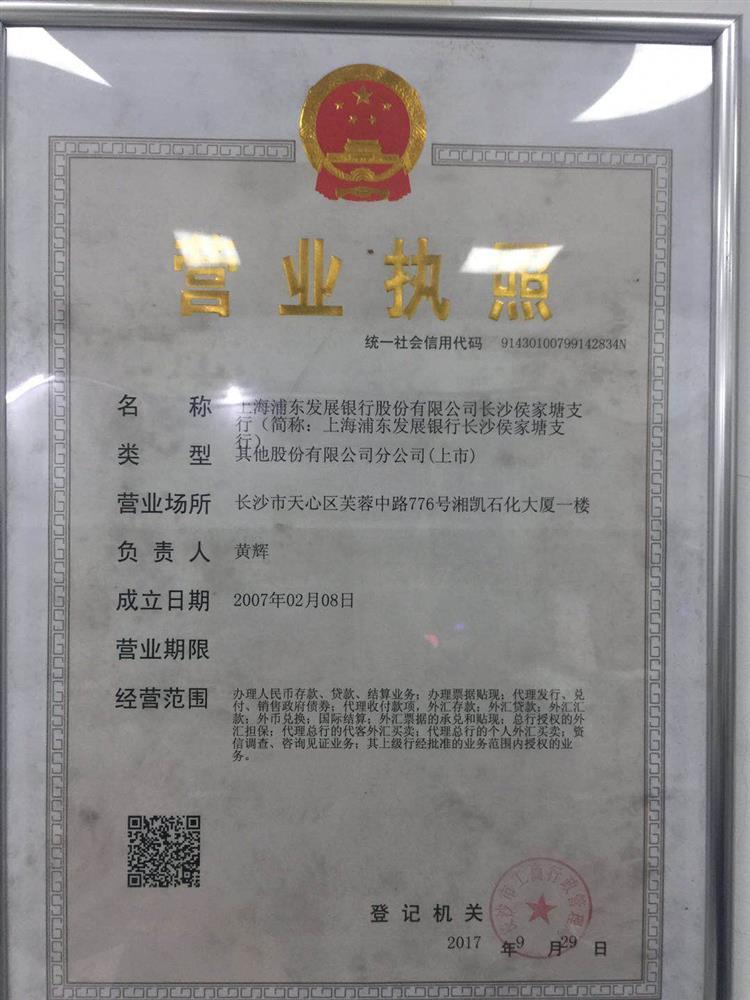 营业执照
统一社会信用代码 91430100799142834N
名称 上海浦东发展银行股份有限公司长沙侯家塘支
行（简称：上海浦东发展银行长沙侯家塘支
行）
类型 其他股份有限公司分公司(上市)
营业场所 长沙市天心区芙蓉中路776号湘凯石化大厦一楼
负责人 黄辉
成立日期 2007年02月08日
营业期限
经营范围 办理人民币存款、贷款、结算业务；办理票据贴现；代理发行、兑
付、销售政府债券；代理收付款项，外汇存款；外汇贷款；外汇汇
款；外币兑换；国际结算；外汇票据的承兑和贴现；总行授权的外
汇担保；代理总行的代客外汇买卖；代理总行的个人外汇买卖；资
信调查、咨询见证业务；其上级行经批准的业务范围内授权的业
务。
长沙市工商行政管理局
登记机关
2017 年 9 月 29 日